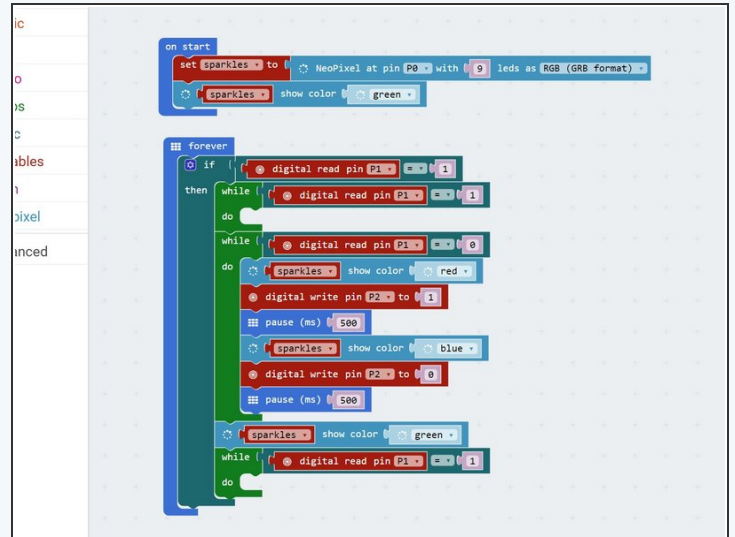 ic
o
os
c
ables
n
pixel
anced
on start
set sparkles to NeoPixel at pin P0 with 9 leds as RGB (GRB format)
sparkles show color green
forever
if digital read pin P1 = 1
then while digital read pin P1 = 1
do
while digital read pin P1 = 0
do sparkles show color red
digital write pin P2 to 1
pause (ms) 500
sparkles show color blue
digital write pin P2 to 0
pause (ms) 500
sparkles show color green
while digital read pin P1 = 1
do